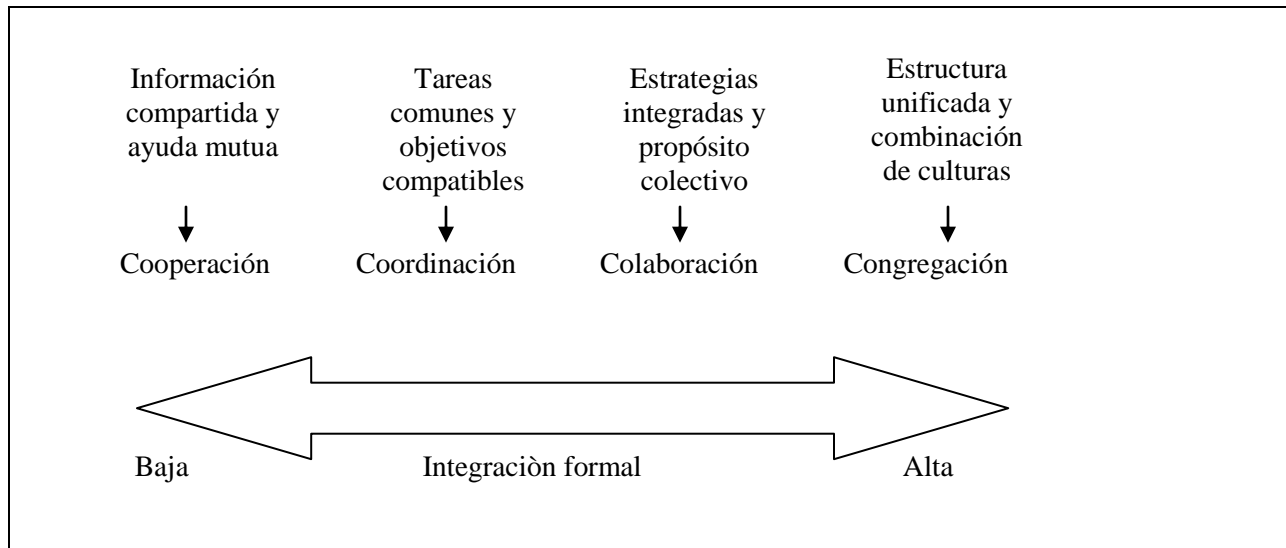 Información
compartida y
ayuda mutua
Tareas
comunes y
objetivos
compatibles
Estrategias
integradas y
propósito
colectivo
Estructura
unificada y
combinación
de culturas
Cooperación
Coordinación
Colaboración
Congregación
Baja
Integraciòn formal
Alta